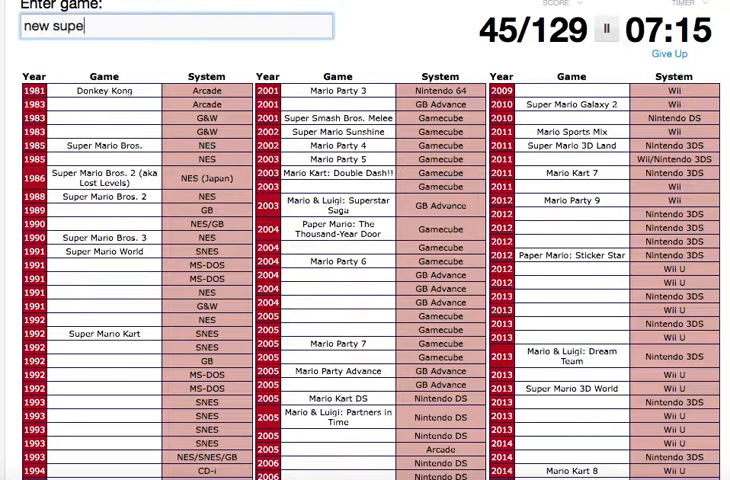 Enter game:
new supe
SCORE
TIMER
45/129
07:15
Give Up
Year Game System Year Game System Year Game System
1981 Donkey Kong Arcade 2001 Mario Party 3 Nintendo 64 2009 Wii
1983 Arcade 2001 GB Advance 2010 Super Mario Galaxy 2 Wii
1983 G&W 2001 Super Smash Bros. Melee Gamecube 2010 Nintendo DS
1983 G&W 2002 Super Mario Sunshine Gamecube 2011 Mario Sports Mix Wii
1985 Super Mario Bros. NES 2002 Mario Party 4 Gamecube 2011 Super Mario 3D Land Nintendo 3DS
1985 NES 2003 Mario Party 5 Gamecube 2011 Wii/Nintendo 3DS
1986 Super Mario Bros. 2 (aka Lost Levels) NES (Japan) 2003 Mario Kart: Double Dash!! Gamecube 2011 Mario Kart 7 Nintendo 3DS
2003 Gamecube 2011 Wii
1988 Super Mario Bros. 2 NES 2003 Mario & Luigi: Superstar Saga GB Advance 2012 Mario Party 9 Wii
1989 GB 2012 Nintendo 3DS
1990 NES/GB 2004 Paper Mario: The Thousand-Year Door Gamecube 2012 Nintendo 3DS
1990 Super Mario Bros. 3 NES 2012 Nintendo 3DS
1991 Super Mario World SNES 2004 Gamecube 2012 Paper Mario: Sticker Star Nintendo 3DS
1991 MS-DOS 2004 Mario Party 6 Gamecube 2012 Wii U
1991 MS-DOS 2004 GB Advance 2012 Wii U
1991 NES 2004 GB Advance 2013 Nintendo 3DS
1991 G&W 2004 GB Advance 2013 Wii U
1992 NES 2005 Gamecube 2013 Nintendo 3DS
1992 Super Mario Kart SNES 2005 Gamecube 2013 Wii U
1992 SNES 2005 Mario Party 7 Gamecube 2013 Mario & Luigi: Dream Team Nintendo 3DS
1992 GB 2005 Gamecube
1992 MS-DOS 2005 Mario Party Advance GB Advance 2013 Wii U
1992 MS-DOS 2005 GB Advance 2013 Super Mario 3D World Wii U
1993 SNES 2005 Mario Kart DS Nintendo DS 2013 Nintendo 3DS
1993 SNES 2005 Mario & Luigi: Partners in Time Nintendo DS 2013 Wii U
1993 SNES 2013 Wii U
1993 SNES 2005 Nintendo DS 2014 Wii U
1993 NES/SNES/GB 2005 Arcade 2014 Nintendo 3DS
1994 CD-i 2006 Nintendo DS 2014 Mario Kart 8 Wii U
2006 Nintendo DS